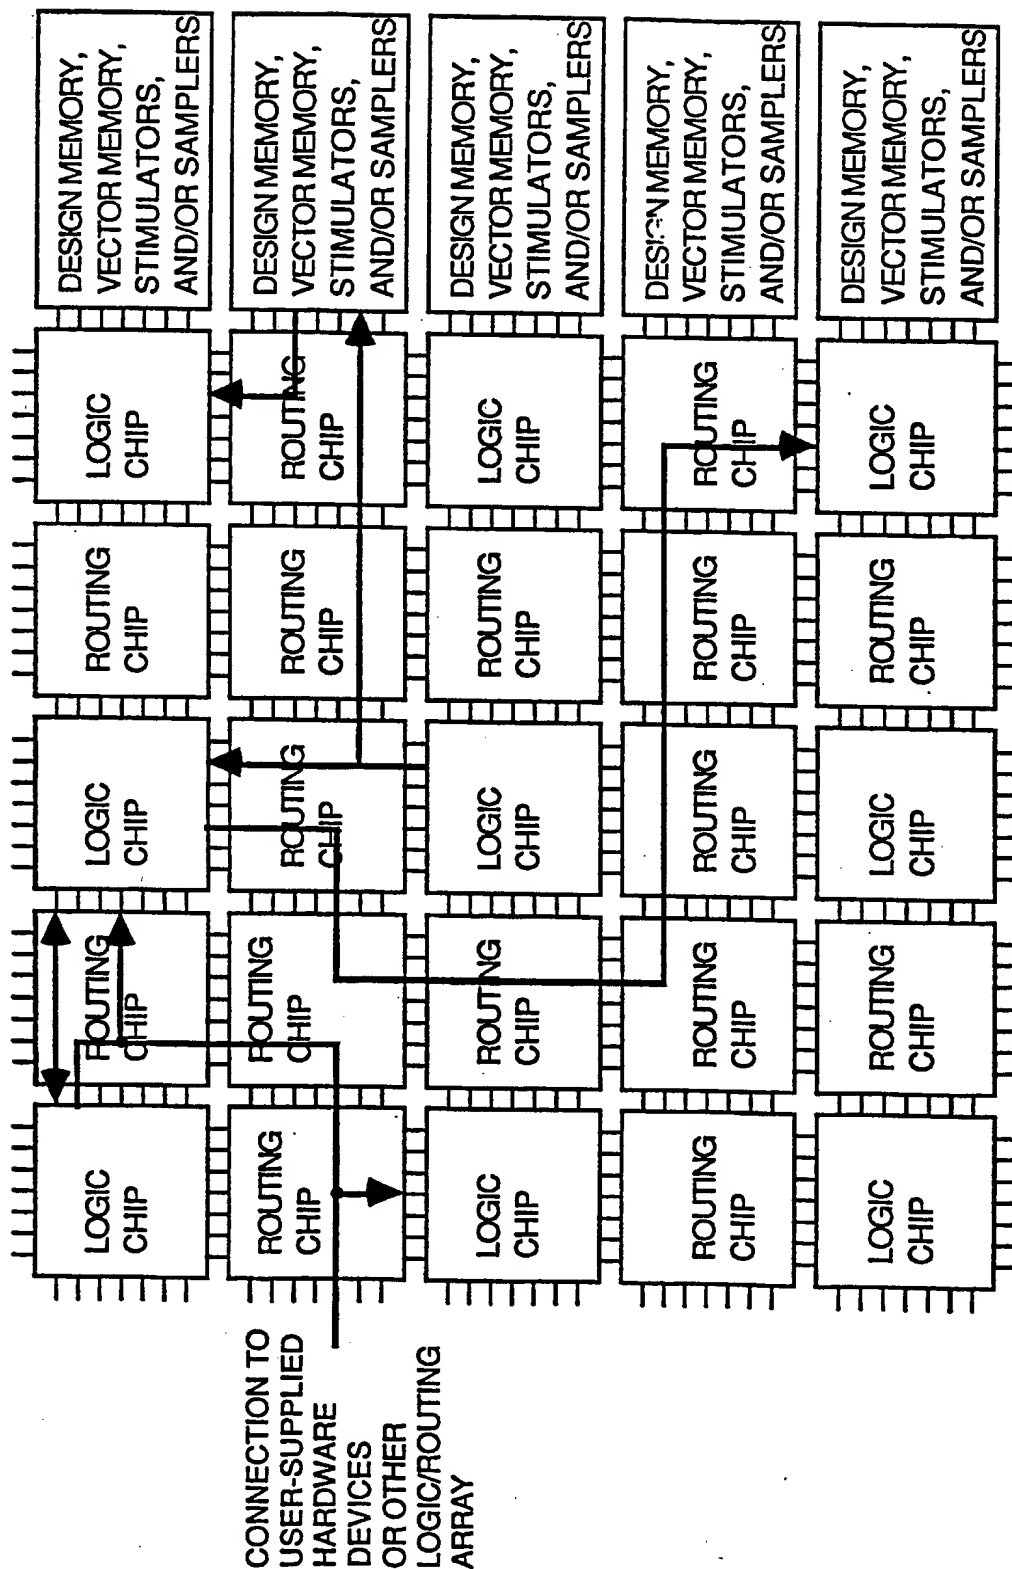 LOGIC
CHIP
ROUTING
CHIP
LOGIC
CHIP
ROUTING
CHIP
LOGIC
CHIP
DESIGN MEMORY,
VECTOR MEMORY,
STIMULATORS,
AND/OR SAMPLERS
CONNECTION TO
USER-SUPPLIED
HARDWARE
DEVICES
OR OTHER
LOGIC/ROUTING
ARRAY
ROUTING
CHIP
ROUTING
CHIP
ROUTING
CHIP
ROUTING
CHIP
ROUTING
CHIP
DESIGN MEMORY,
VECTOR MEMORY,
STIMULATORS,
AND/OR SAMPLERS
LOGIC
CHIP
ROUTING
CHIP
LOGIC
CHIP
ROUTING
CHIP
LOGIC
CHIP
DESIGN MEMORY,
VECTOR MEMORY,
STIMULATORS,
AND/OR SAMPLERS
ROUTING
CHIP
ROUTING
CHIP
ROUTING
CHIP
ROUTING
CHIP
ROUTING
CHIP
DESIGN MEMORY,
VECTOR MEMORY,
STIMULATORS,
AND/OR SAMPLERS
LOGIC
CHIP
ROUTING
CHIP
LOGIC
CHIP
ROUTING
CHIP
LOGIC
CHIP
DESIGN MEMORY,
VECTOR MEMORY,
STIMULATORS,
AND/OR SAMPLERS